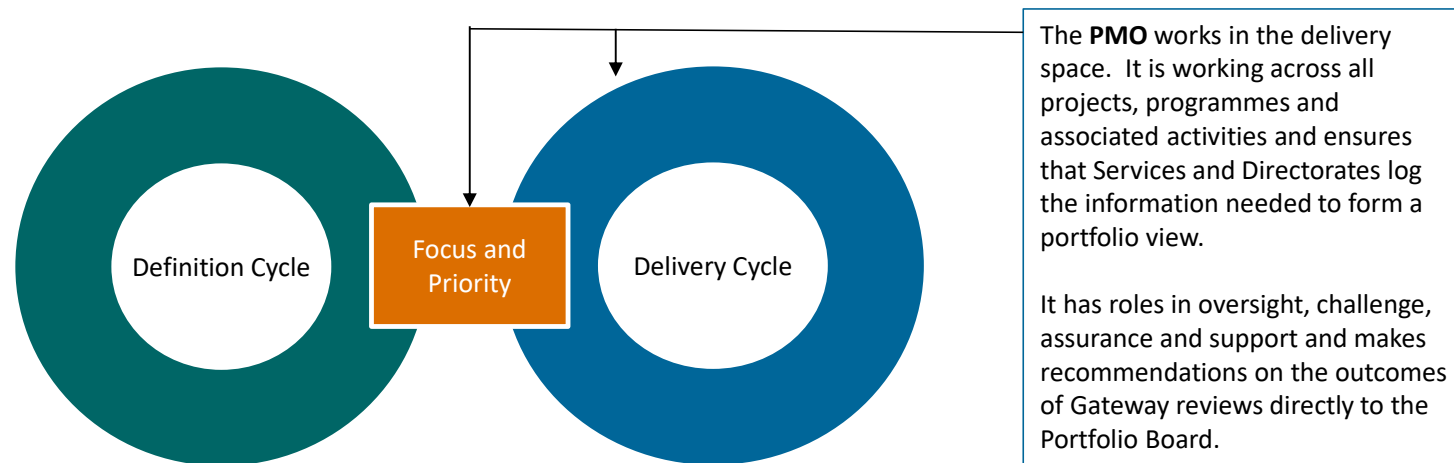 Definition Cycle
Focus and
Priority
Delivery Cycle
The PMO works in the delivery
space.  It is working across all
projects, programmes and
associated activities and ensures
that Services and Directorates log
the information needed to form a
portfolio view.
It has roles in oversight, challenge,
assurance and support and makes
recommendations on the outcomes
of Gateway reviews directly to the
Portfolio Board.